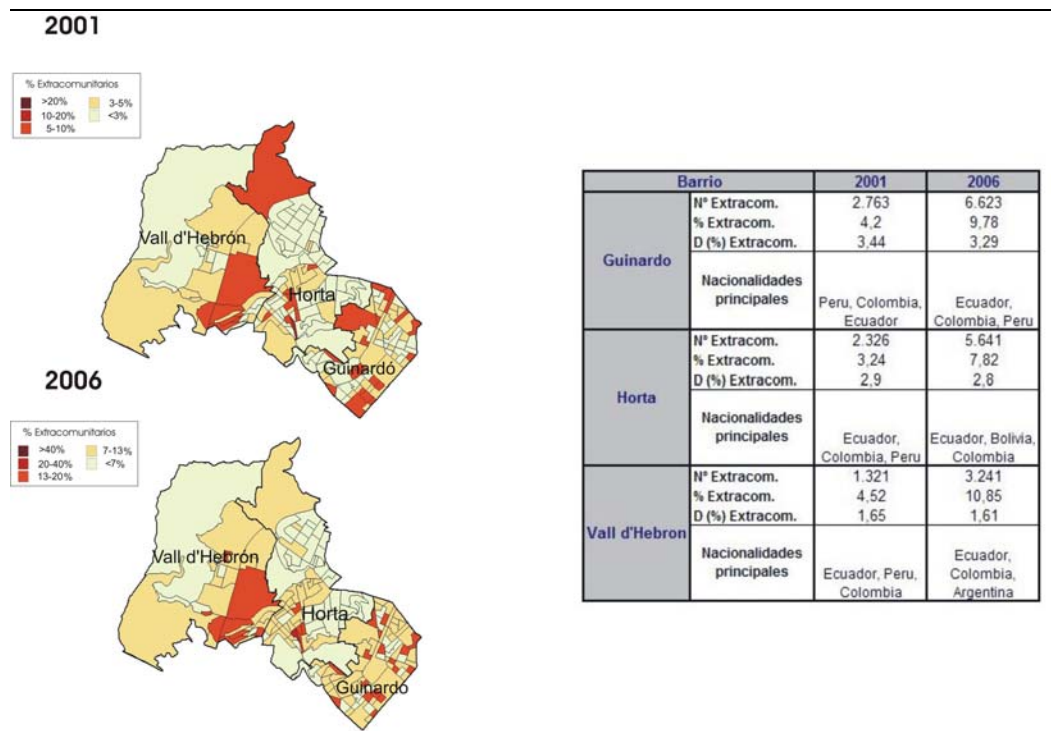 2001
% Extracomunitarios
>20%
10-20%
5-10%
3-5%
<3%
Vall d'Hebrón
Horta
Guinardó
2006
% Extracomunitarios
>40%
20-40%
13-20%
7-13%
<7%
Vall d'Hebrón
Horta
Guinardó
Barrio 2001 2006
Guinardo
Nº Extracom. 2.763 6.623
% Extracom. 4,2 9,78
D (%) Extracom. 3,44 3,29
Nacionalidades
principales
Peru, Colombia,
Ecuador
Ecuador,
Colombia, Peru
Horta
Nº Extracom. 2.326 5.641
% Extracom. 3,24 7,82
D (%) Extracom. 2,9 2,8
Nacionalidades
principales
Ecuador,
Colombia, Peru
Ecuador, Bolivia,
Colombia
Vall d'Hebron
Nº Extracom. 1.321 3.241
% Extracom. 4,52 10,85
D (%) Extracom. 1,65 1,61
Nacionalidades
principales
Ecuador, Peru,
Colombia
Ecuador,
Colombia,
Argentina